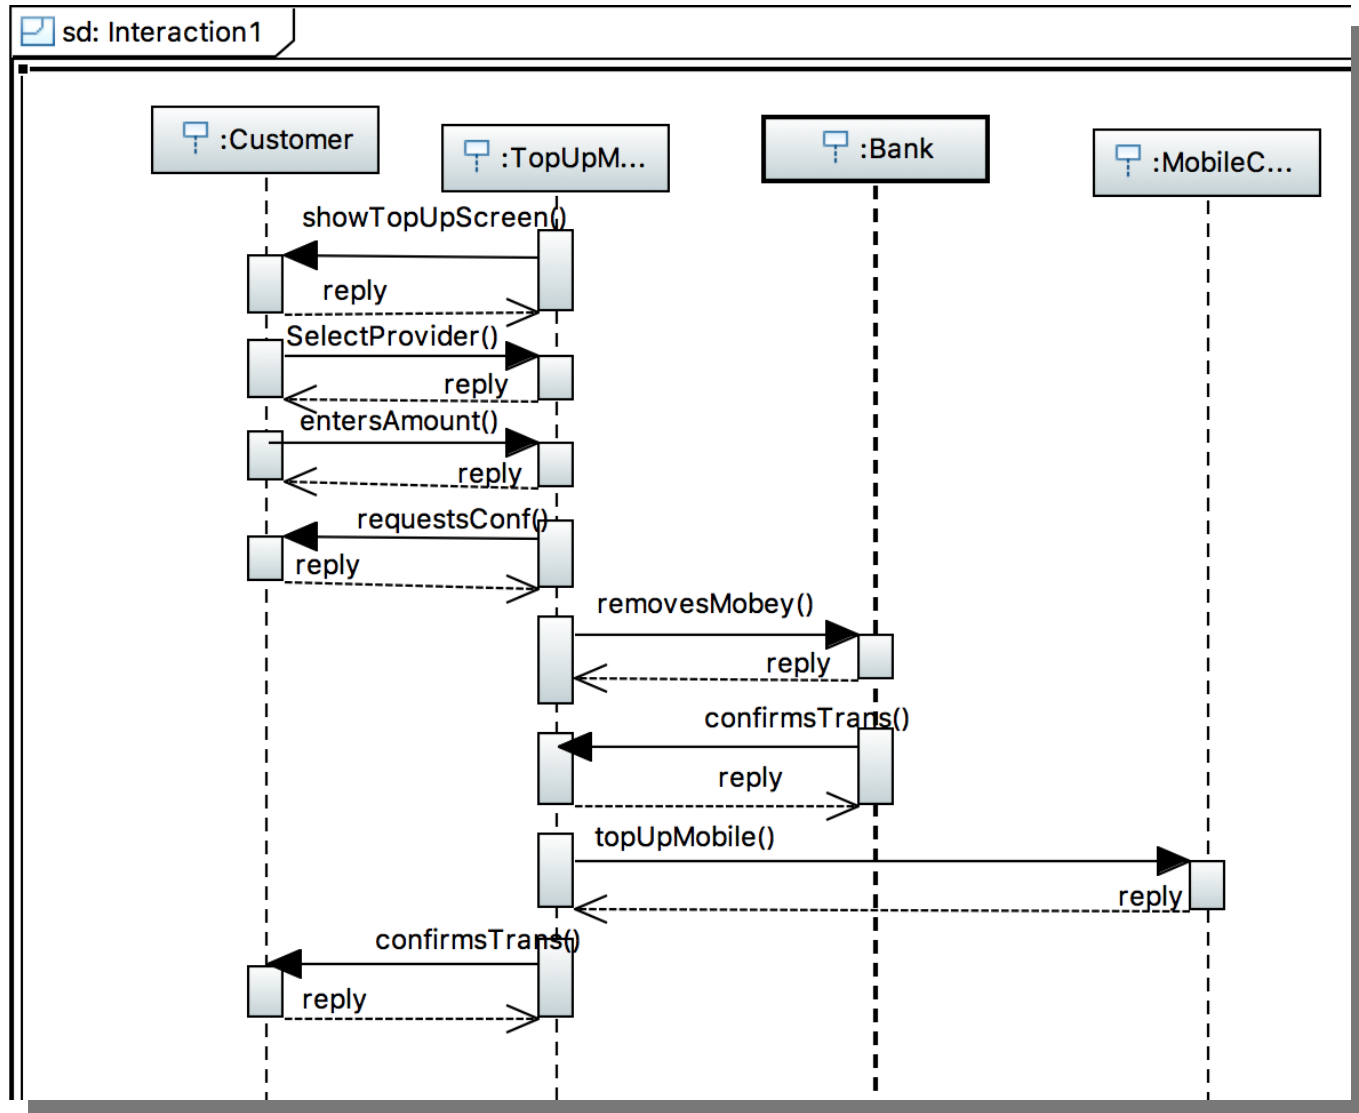 sd: Interaction1
:Customer
:TopUpM...
:Bank
:MobileC...
showTopUpScreen()
reply
SelectProvider()
reply
entersAmount()
reply
requestsConf()
reply
removesMobey()
reply
confirmsTrans()
reply
topUpMobile()
reply
confirmsTrans()
reply